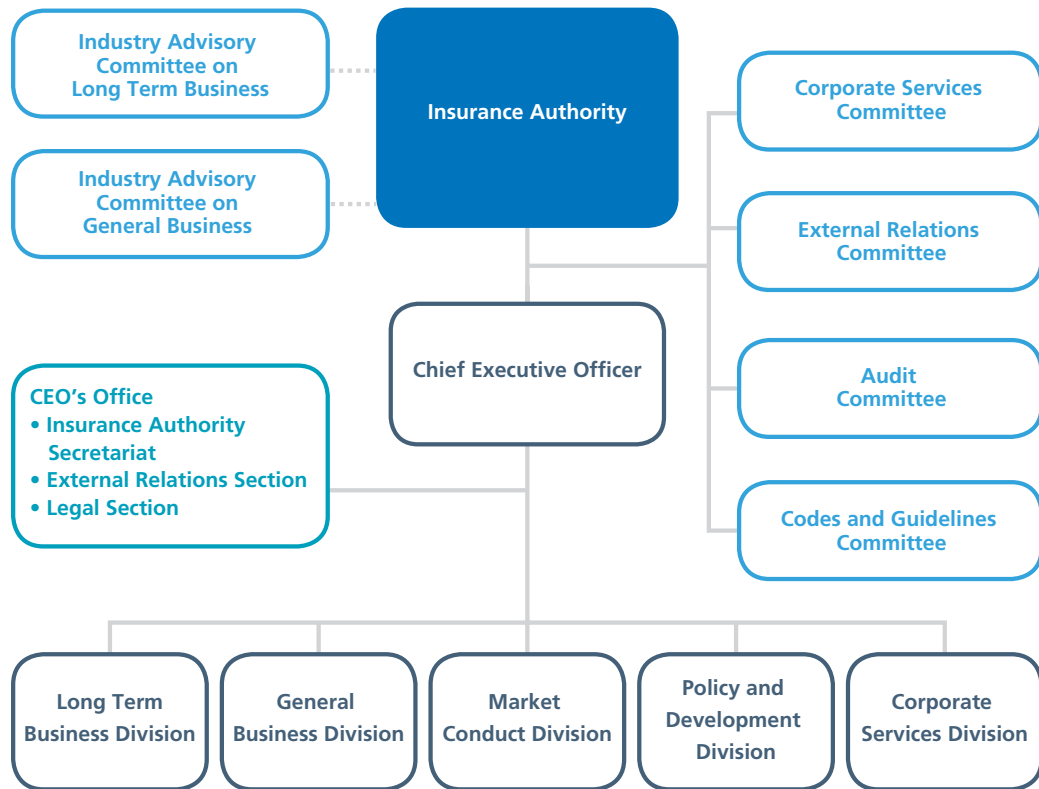 Industry Advisory
Committee on
Long Term Business
Insurance Authority
Corporate Services
Committee
Industry Advisory
Committee on
General Business
External Relations
Committee
Chief Executive Officer
Audit
Committee
CEO’s Office
• Insurance Authority
Secretariat
• External Relations Section
• Legal Section
Codes and Guidelines
Committee
Long Term
Business Division
General
Business Division
Market
Conduct Division
Policy and
Development
Division
Corporate
Services Division